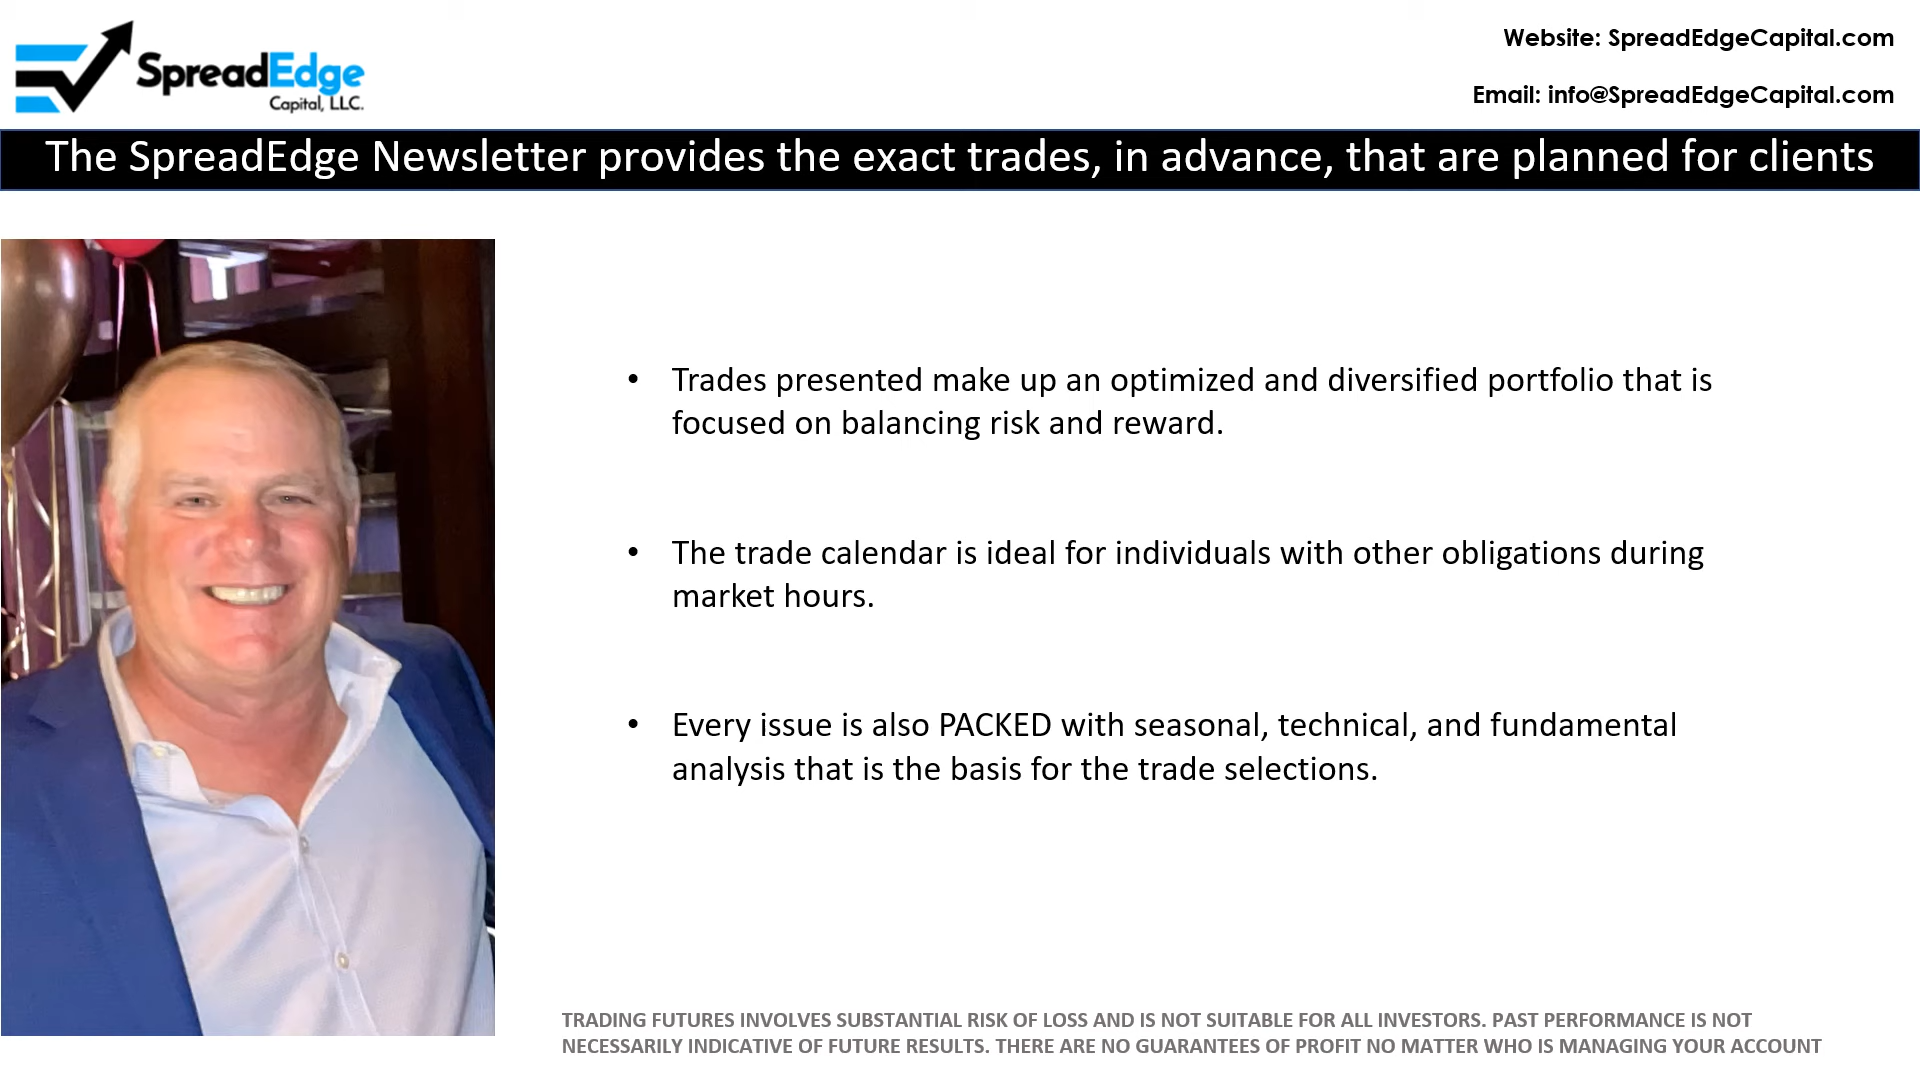 SpreadEdge
Capital, LLC.
Website: SpreadEdgeCapital.com
Email: info@SpreadEdgeCapital.com
The SpreadEdge Newsletter provides the exact trades, in advance, that are planned for clients
• Trades presented make up an optimized and diversified portfolio that is
focused on balancing risk and reward.
• The trade calendar is ideal for individuals with other obligations during
market hours.
• Every issue is also PACKED with seasonal, technical, and fundamental
analysis that is the basis for the trade selections.
TRADING FUTURES INVOLVES SUBSTANTIAL RISK OF LOSS AND IS NOT SUITABLE FOR ALL INVESTORS. PAST PERFORMANCE IS NOT
NECESSARILY INDICATIVE OF FUTURE RESULTS. THERE ARE NO GUARANTEES OF PROFIT NO MATTER WHO IS MANAGING YOUR ACCOUNT